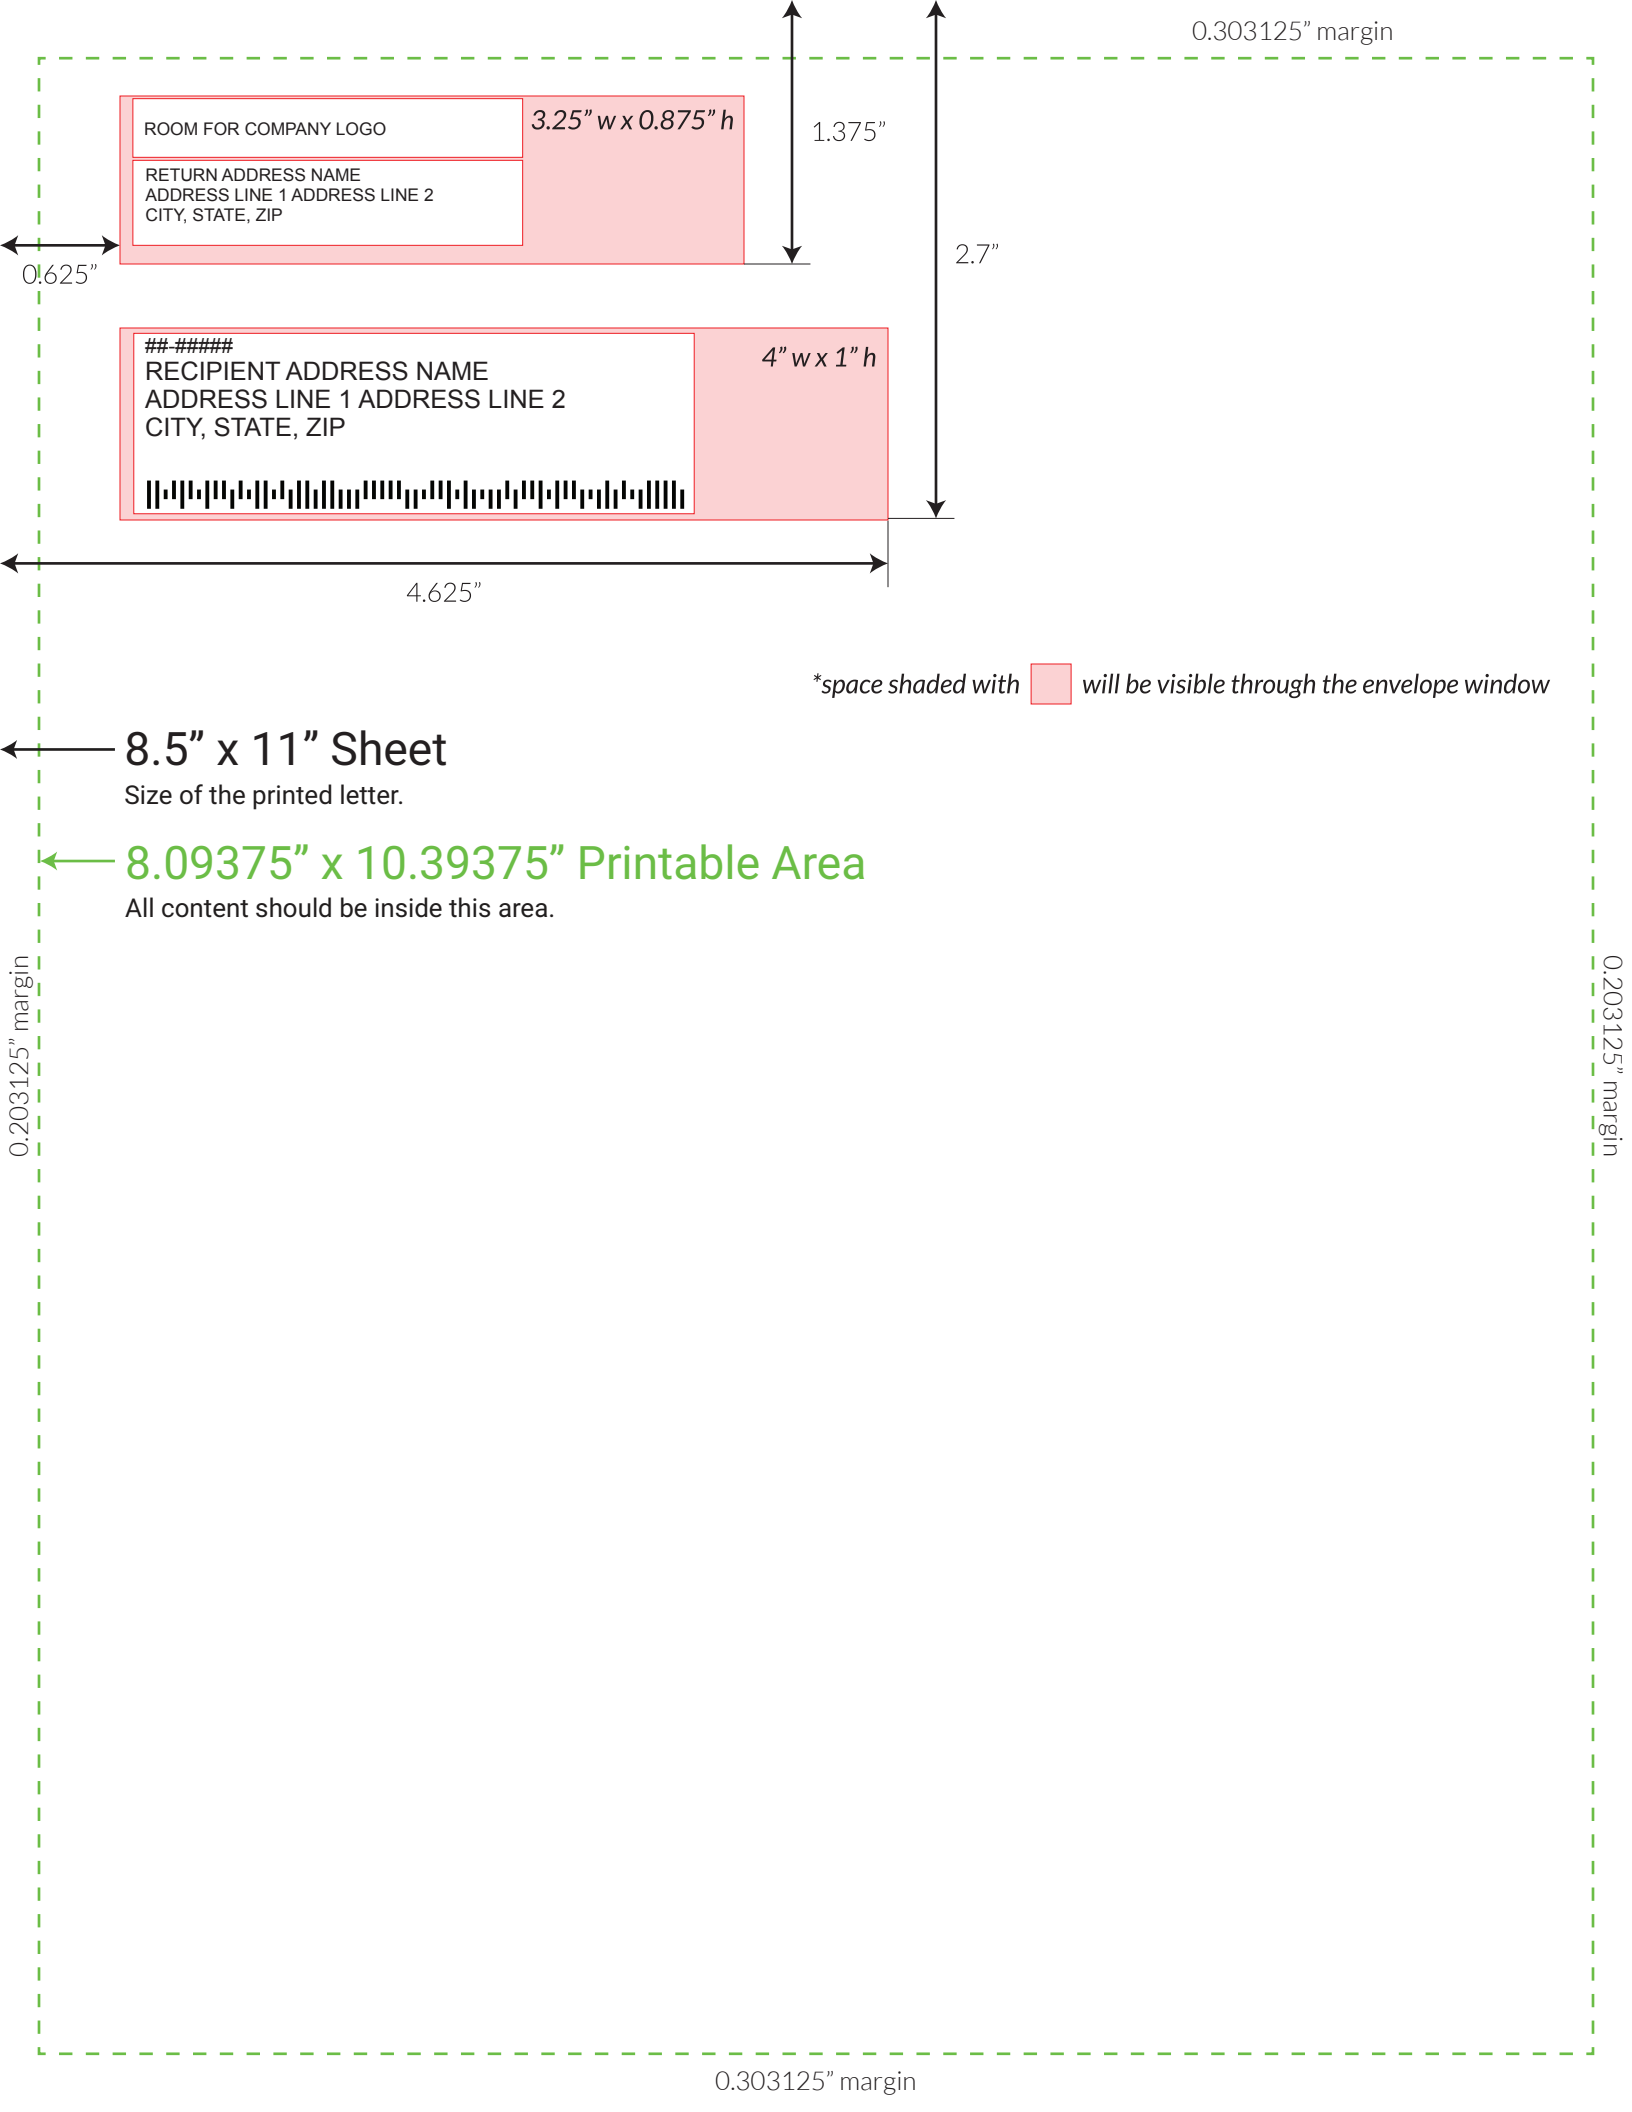 0.303125” margin
ROOM FOR COMPANY LOGO
3.25” w x 0.875” h
1.375”
RETURN ADDRESS NAME
ADDRESS LINE 1 ADDRESS LINE 2
CITY, STATE, ZIP
0.625”
2.7”
##-#####
RECIPIENT ADDRESS NAME
ADDRESS LINE 1 ADDRESS LINE 2
CITY, STATE, ZIP
4” w x 1” h
4.625”
*space shaded with will be visible through the envelope window
8.5” x 11” Sheet
Size of the printed letter.
8.09375” x 10.39375” Printable Area
All content should be inside this area.
0.203125” margin
0.203125” margin
0.303125” margin